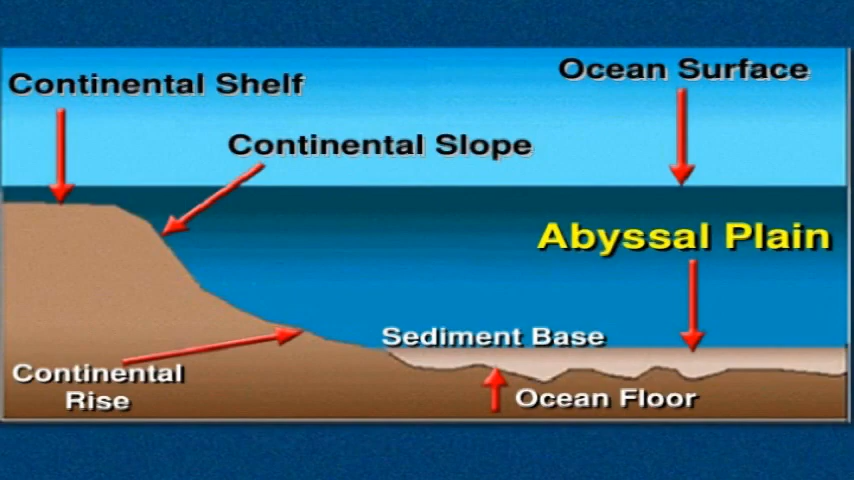 Continental Shelf
Ocean Surface
Continental Slope
Abyssal Plain
Sediment Base
Continental
Rise
Ocean Floor